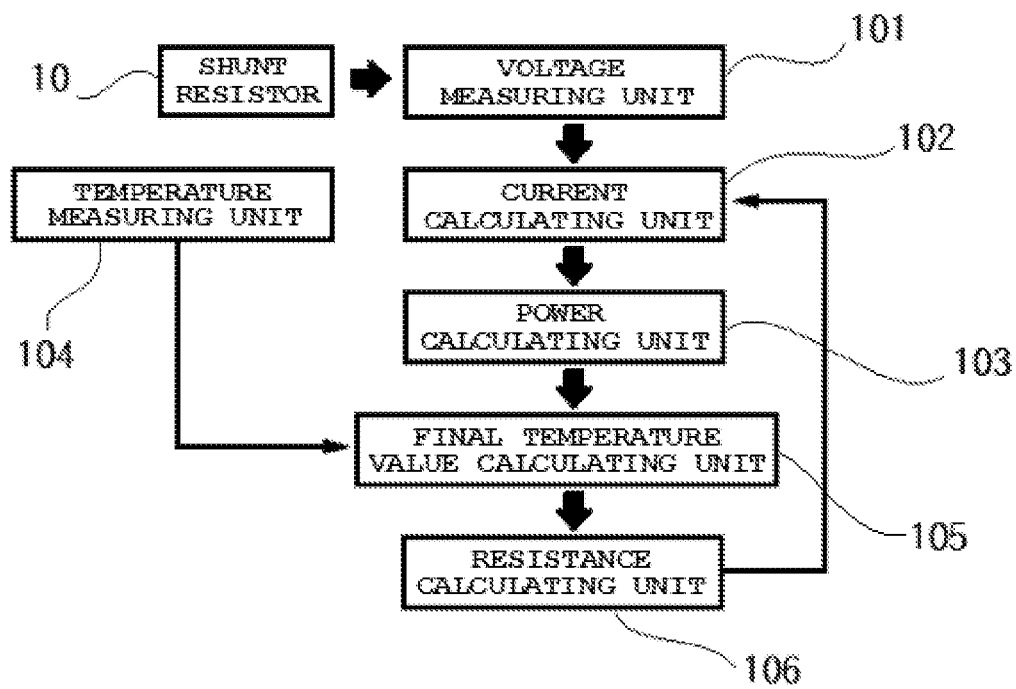 101
10
SHUNT
RESISTOR
VOLTAGE
MEASURING UNIT
102
TEMPERATURE
MEASURING UNIT
CURRENT
CALCULATING UNIT
104
POWER
CALCULATING UNIT
103
FINAL TEMPERATURE
VALUE CALCULATING UNIT
105
RESISTANCE
CALCULATING UNIT
106